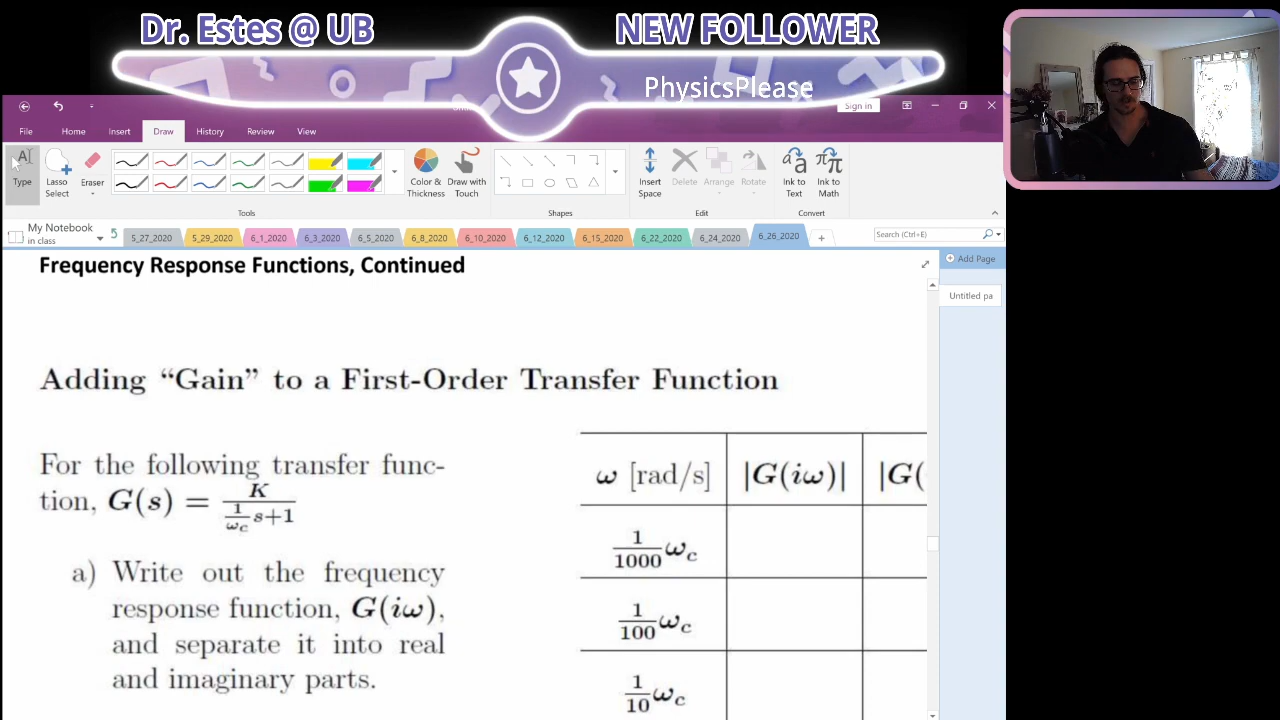 Dr. Estes @ UB
NEW FOLLOWER
PhysicsPlease
Sign in
File Home Insert Draw History Review View
Type
Lasso Select
Eraser
Color & Thickness
Draw with Touch
Insert Space
Delete
Arrange
Rotate
Ink to Text
Ink to Math
Tools
Shapes
Edit
Convert
My Notebook
in class
5
5_27_2020 5_29_2020 6_1_2020 6_3_2020 6_5_2020 6_8_2020 6_10_2020 6_12_2020 6_15_2020 6_22_2020 6_24_2020 6_26_2020 +
Search (Ctrl+E)
Add Page
Untitled pa
Frequency Response Functions, Continued
Adding “Gain” to a First-Order Transfer Function
For the following transfer func-
tion, G(s) = K / (1/ω_c s+1)
a) Write out the frequency
response function, G(iω),
and separate it into real
and imaginary parts.
ω [rad/s] |G(iω)| |G(
1/1000 ω_c
1/100 ω_c
1/10 ω_c